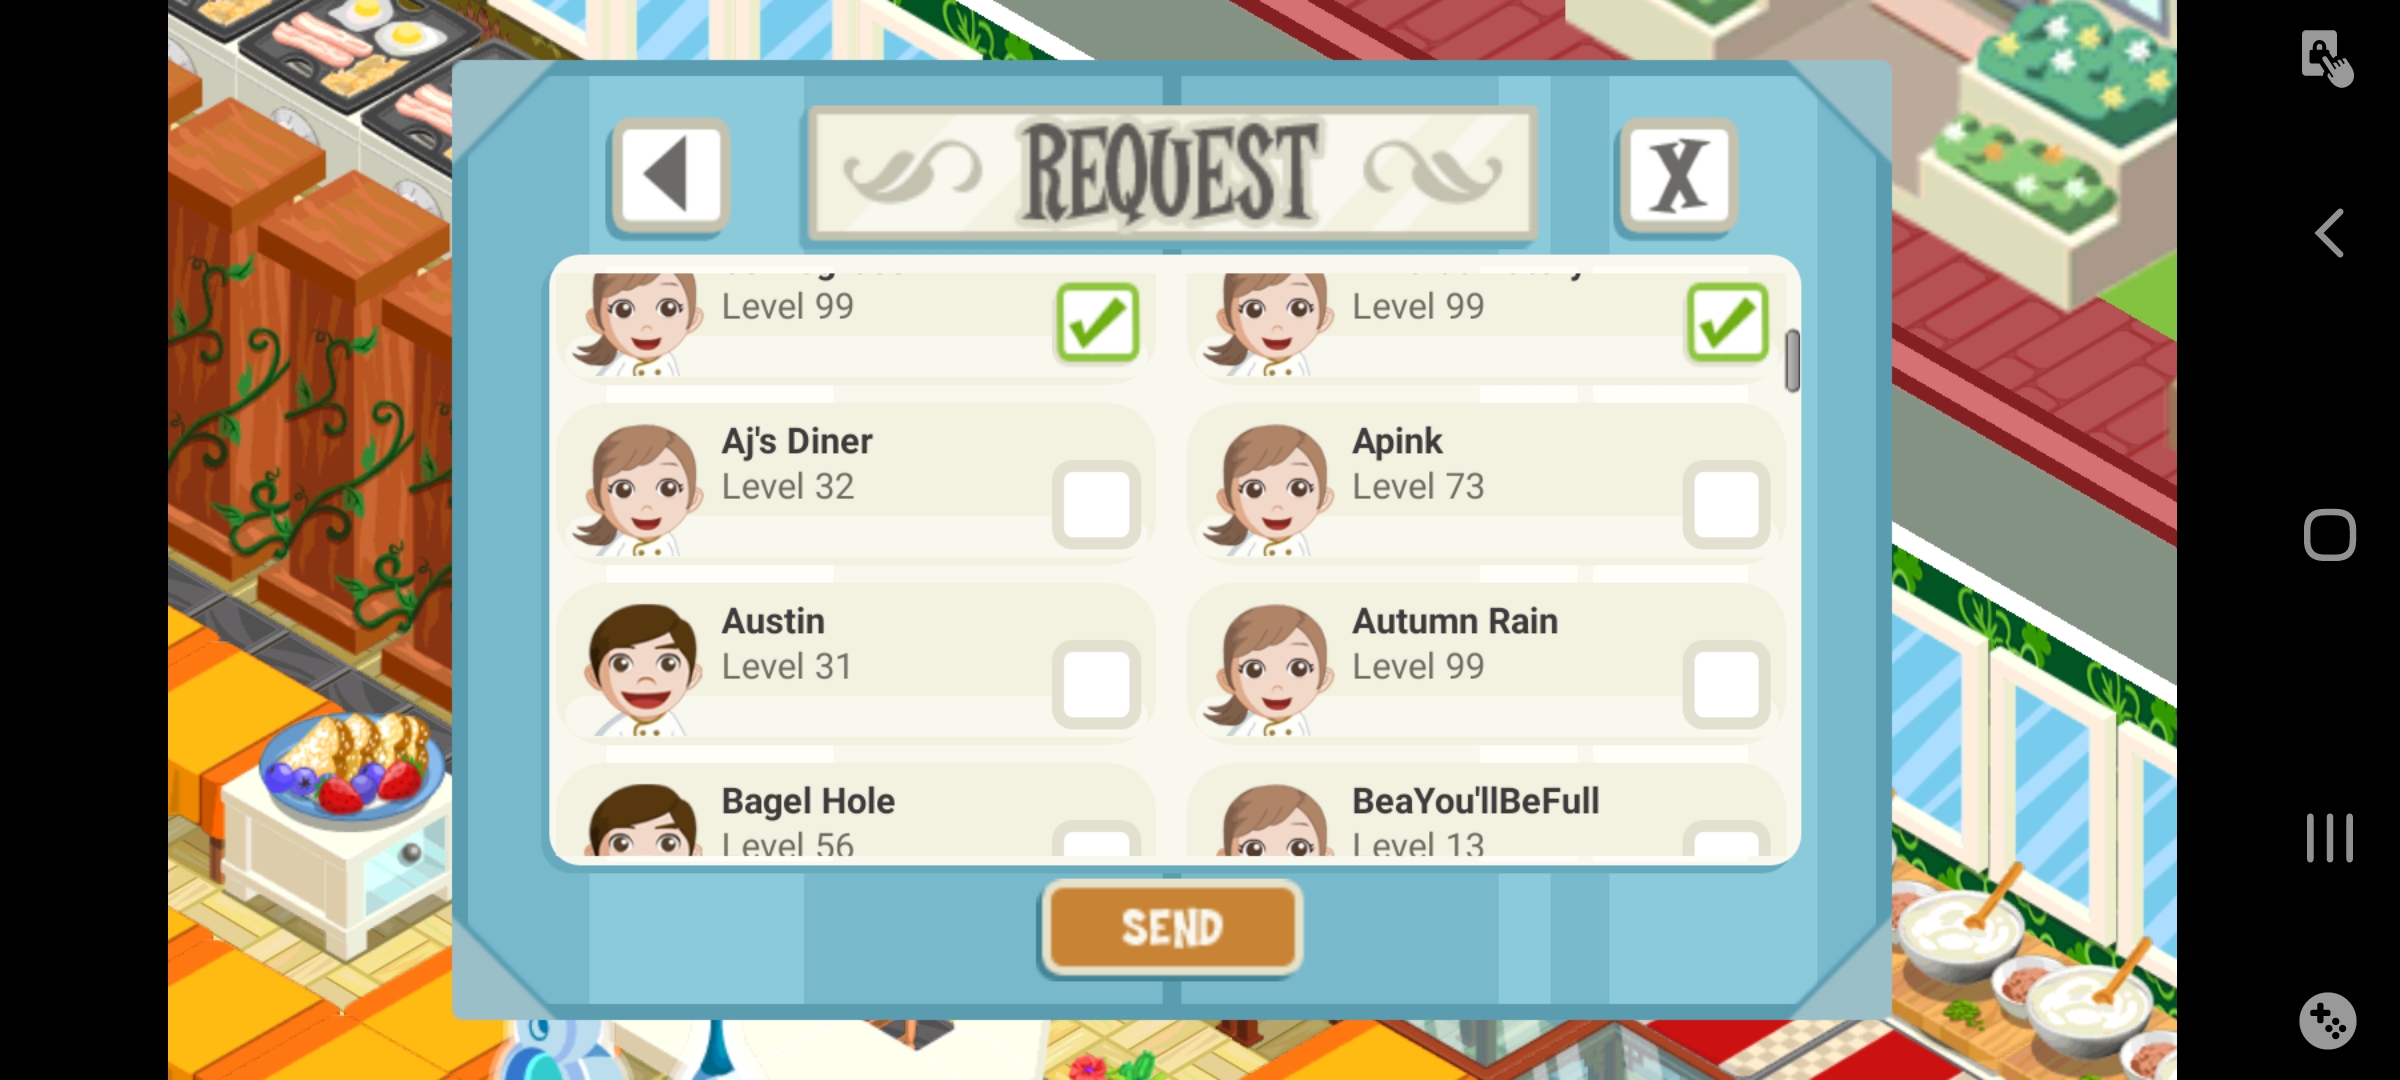 REQUEST
X
Level 99
Level 99
Aj's Diner
Level 32
Apink
Level 73
Austin
Level 31
Autumn Rain
Level 99
Bagel Hole
Level 56
BeaYou'llBeFull
Level 13
SEND